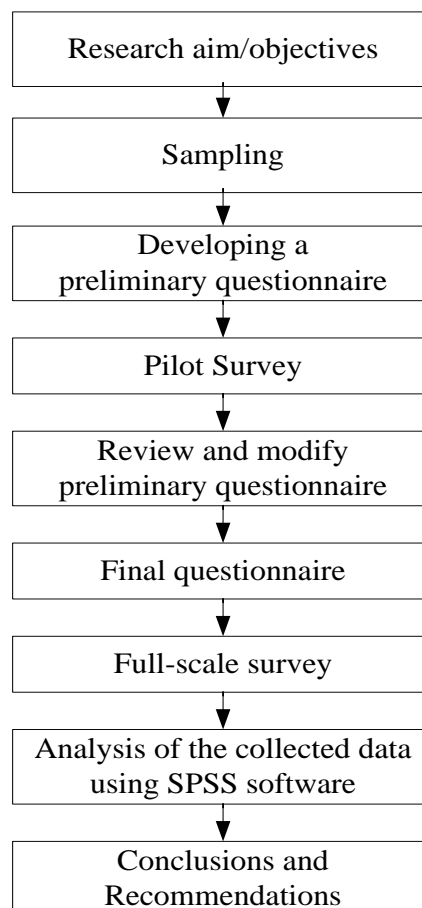 Research aim/objectives
Sampling
Developing a
preliminary questionnaire
Pilot Survey
Review and modify
preliminary questionnaire
Final questionnaire
Full-scale survey
Analysis of the collected data
using SPSS software
Conclusions and
Recommendations